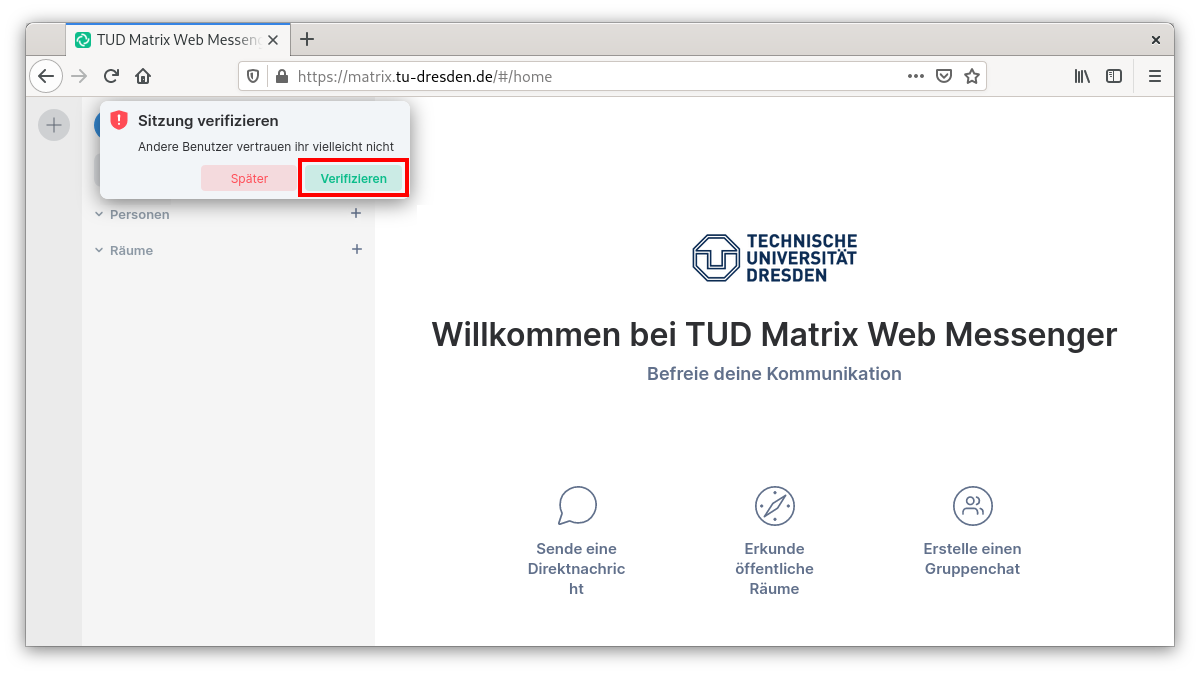 TUD Matrix Web Messeng
https://matrix.tu-dresden.de/#/home
Sitzung verifizieren
Andere Benutzer vertrauen ihr vielleicht nicht
Später
Verifizieren
Personen
Räume
TECHNISCHE
UNIVERSITÄT
DRESDEN
Willkommen bei TUD Matrix Web Messenger
Befreie deine Kommunikation
Sende eine
Direktnachric
ht
Erkunde
öffentliche
Räume
Erstelle einen
Gruppenchat